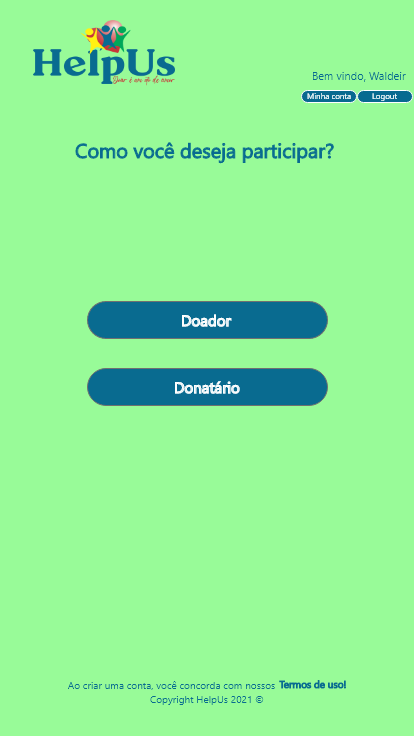 HelpUs
Doar é um ato de amor
Bem vindo, Waldeir
Minha conta
Logout
Como você deseja participar?
Doador
Donatário
Ao criar uma conta, você concorda com nossos Termos de uso!
Copyright HelpUs 2021 ©